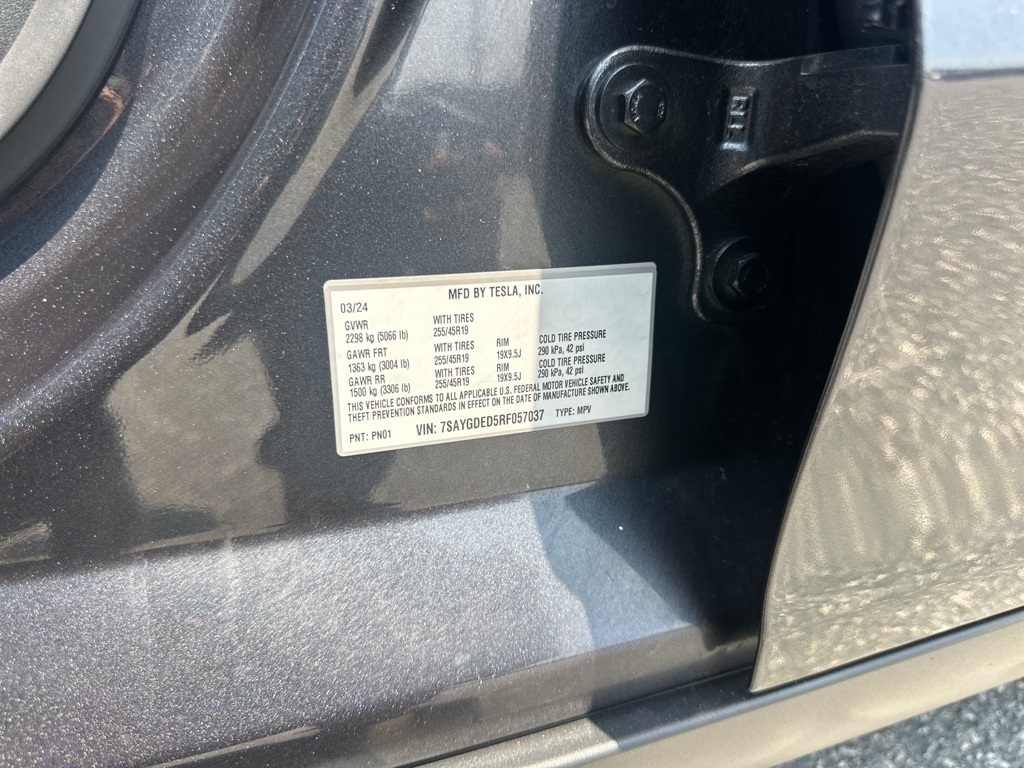 MFD BY TESLA, INC.
03/24
GVWR WITH TIRES
2298 kg (5066 lb) 255/45R19
GAWR FRT WITH TIRES RIM COLD TIRE PRESSURE
1363 kg (3004 lb) 255/45R19 19X9.5J 290 kPa, 42 psi
GAWR RR WITH TIRES RIM COLD TIRE PRESSURE
1500 kg (3306 lb) 255/45R19 19X9.5J 290 kPa, 42 psi
THIS VEHICLE CONFORMS TO ALL APPLICABLE U.S. FEDERAL MOTOR VEHICLE SAFETY AND
THEFT PREVENTION STANDARDS IN EFFECT ON THE DATE OF MANUFACTURE SHOWN ABOVE.
PNT: PN01 VIN: 7SAYGDED5RF057037 TYPE: MPV